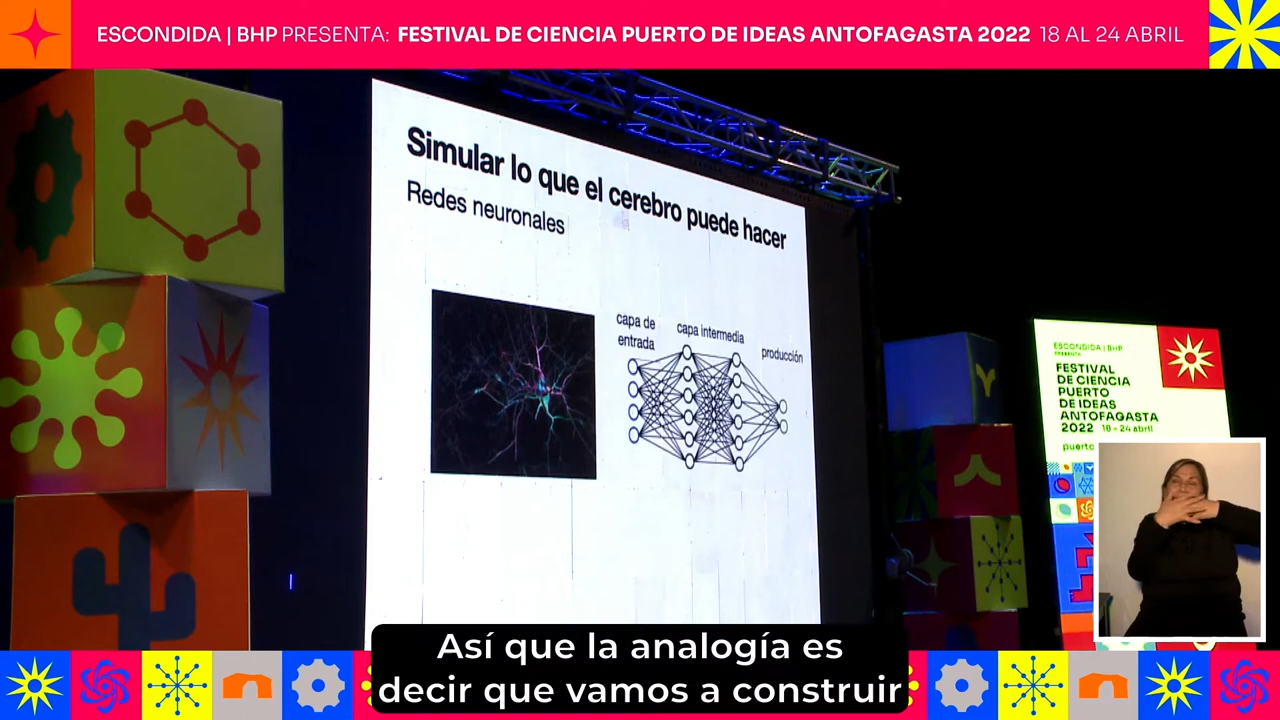 ESCONDIDA | BHP PRESENTA: FESTIVAL DE CIENCIA PUERTO DE IDEAS ANTOFAGASTA 2022 18 AL 24 ABRIL
Simular lo que el cerebro puede hacer
Redes neuronales
capa de
entrada
capa intermedia
producción
ESCONDIDA | BHP
PRESENTA:
FESTIVAL
DE CIENCIA
PUERTO
DE IDEAS
ANTOFAGASTA
2022 18 - 24 abril
puerto
Así que la analogía es
decir que vamos a construir